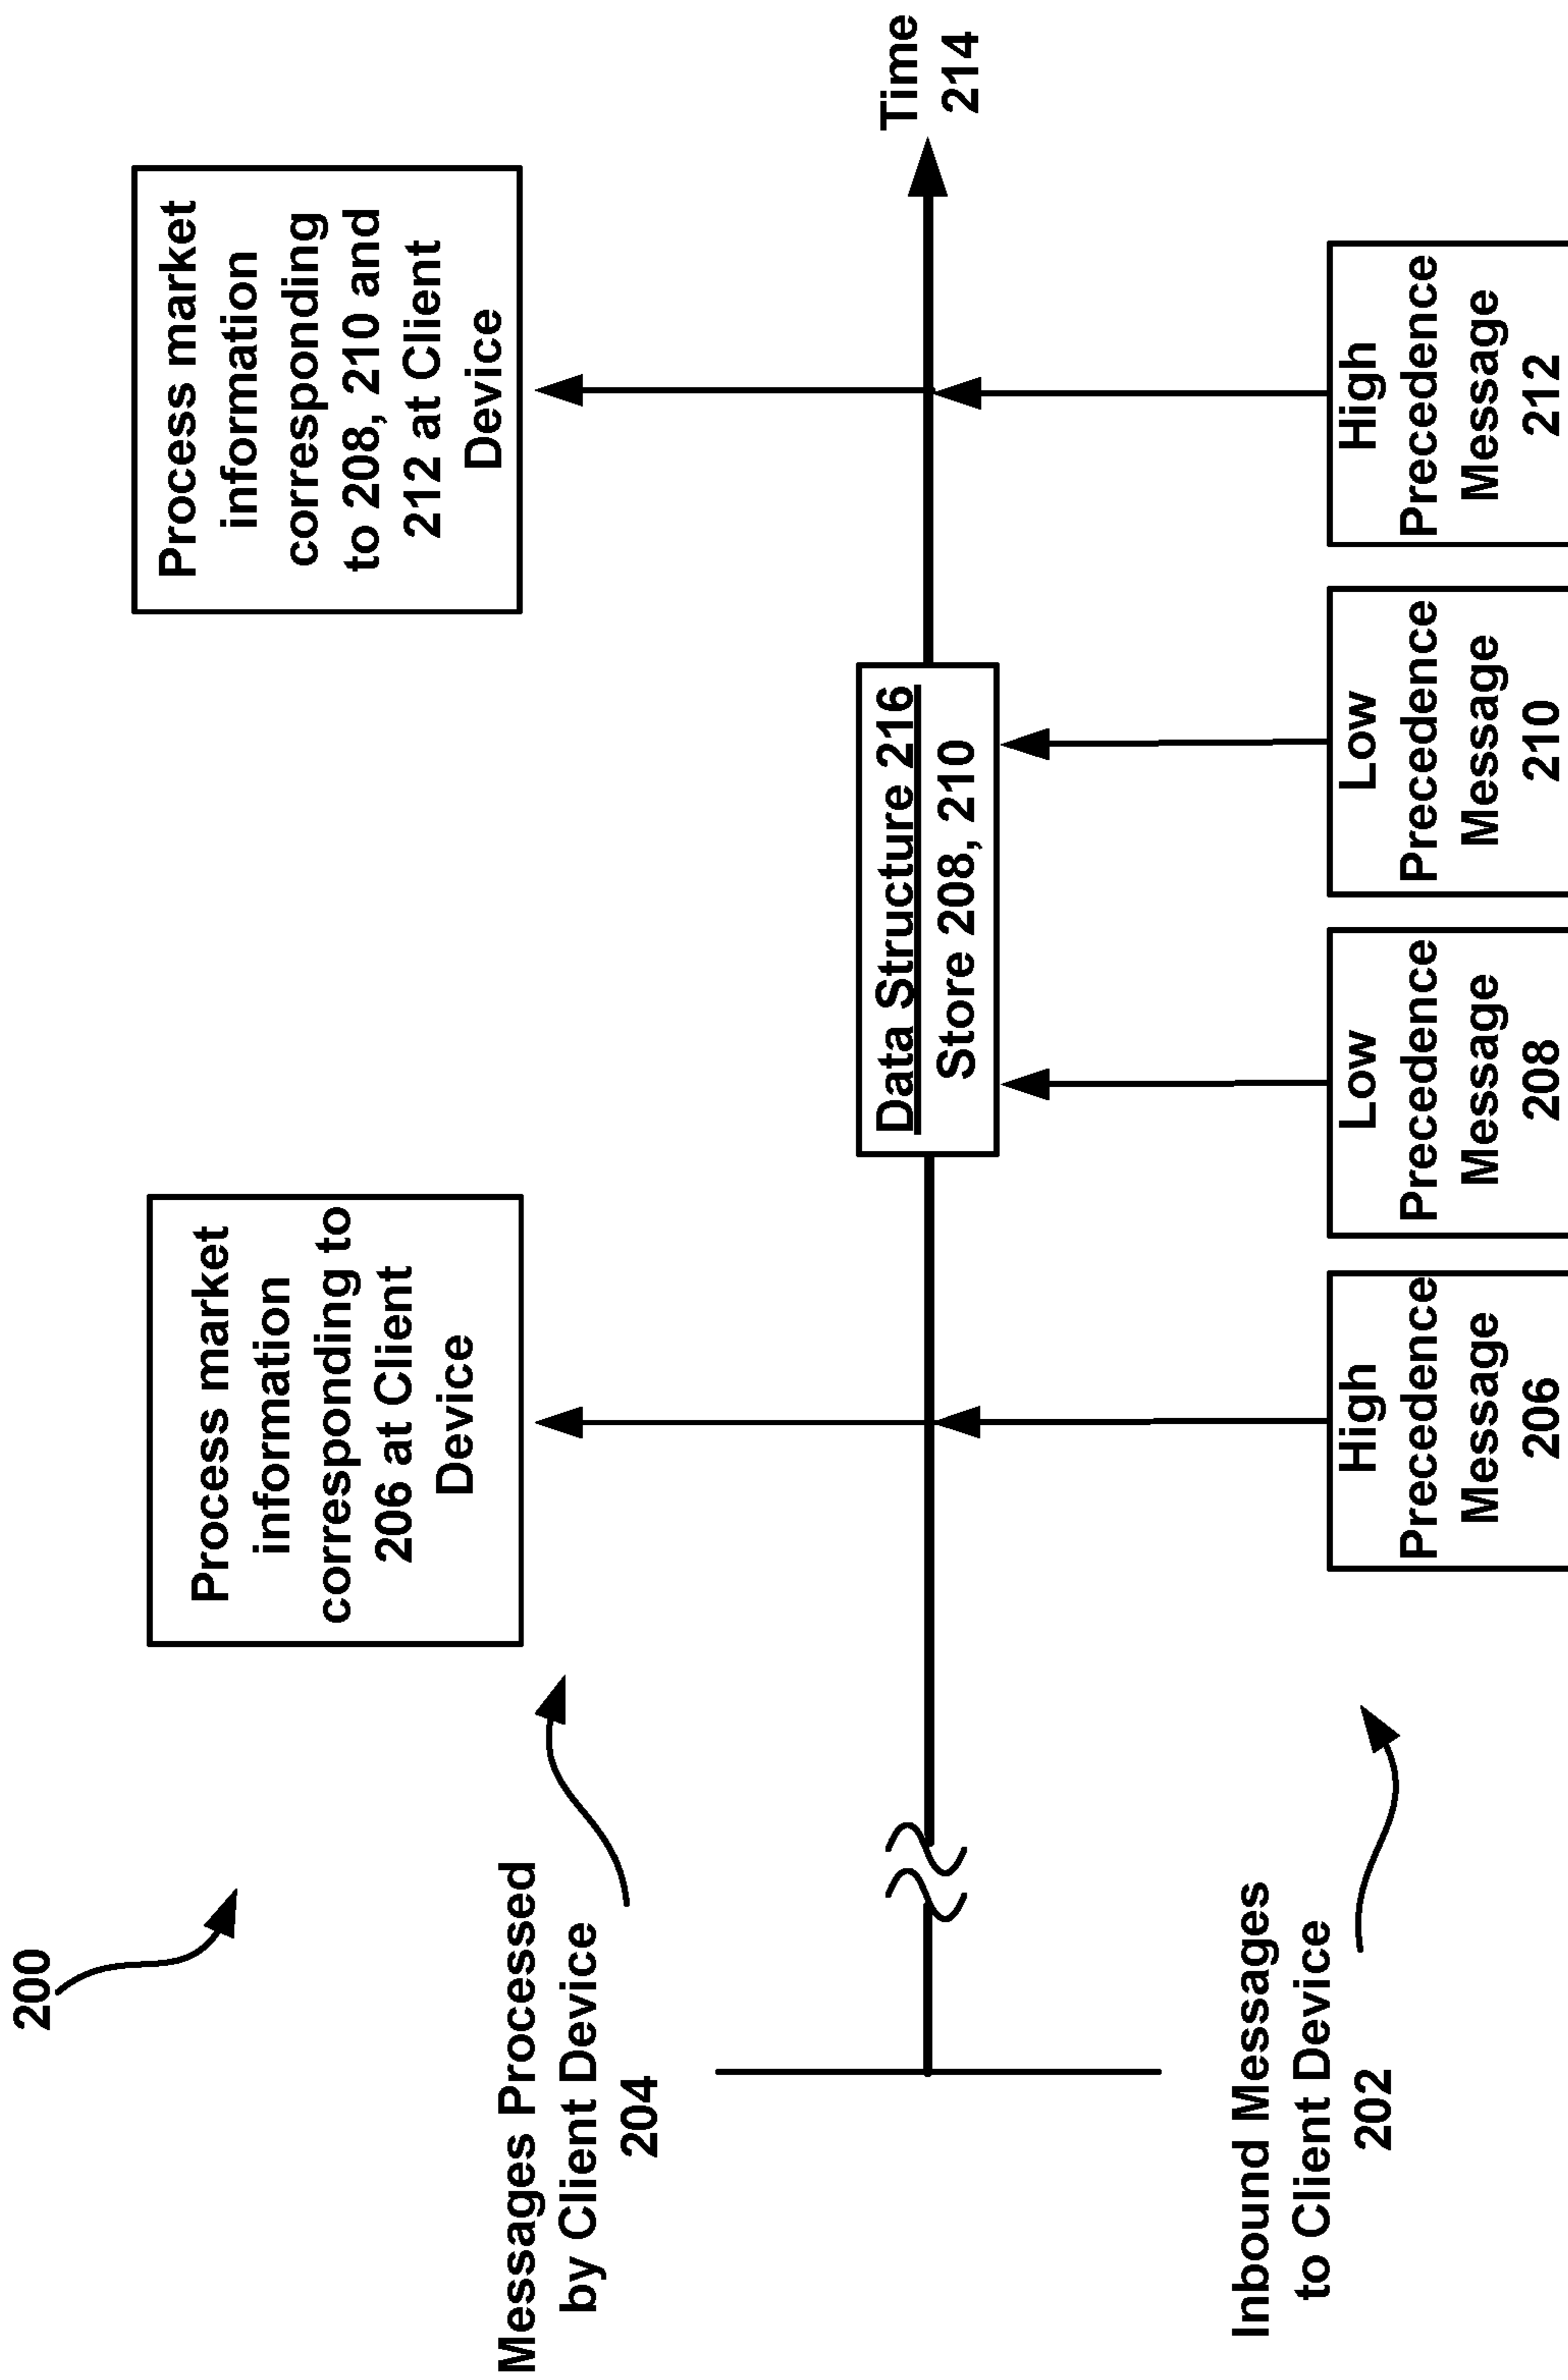 200
Messages Processed
by Client Device
204
Process market
information
corresponding to
206 at Client
Device
Process market
information
corresponding
to 208, 210 and
212 at Client
Device
Data Structure 216
Store 208, 210
Time
214
Inbound Messages
to Client Device
202
High
Precedence
Message
206
Low
Precedence
Message
208
Low
Precedence
Message
210
High
Precedence
Message
212